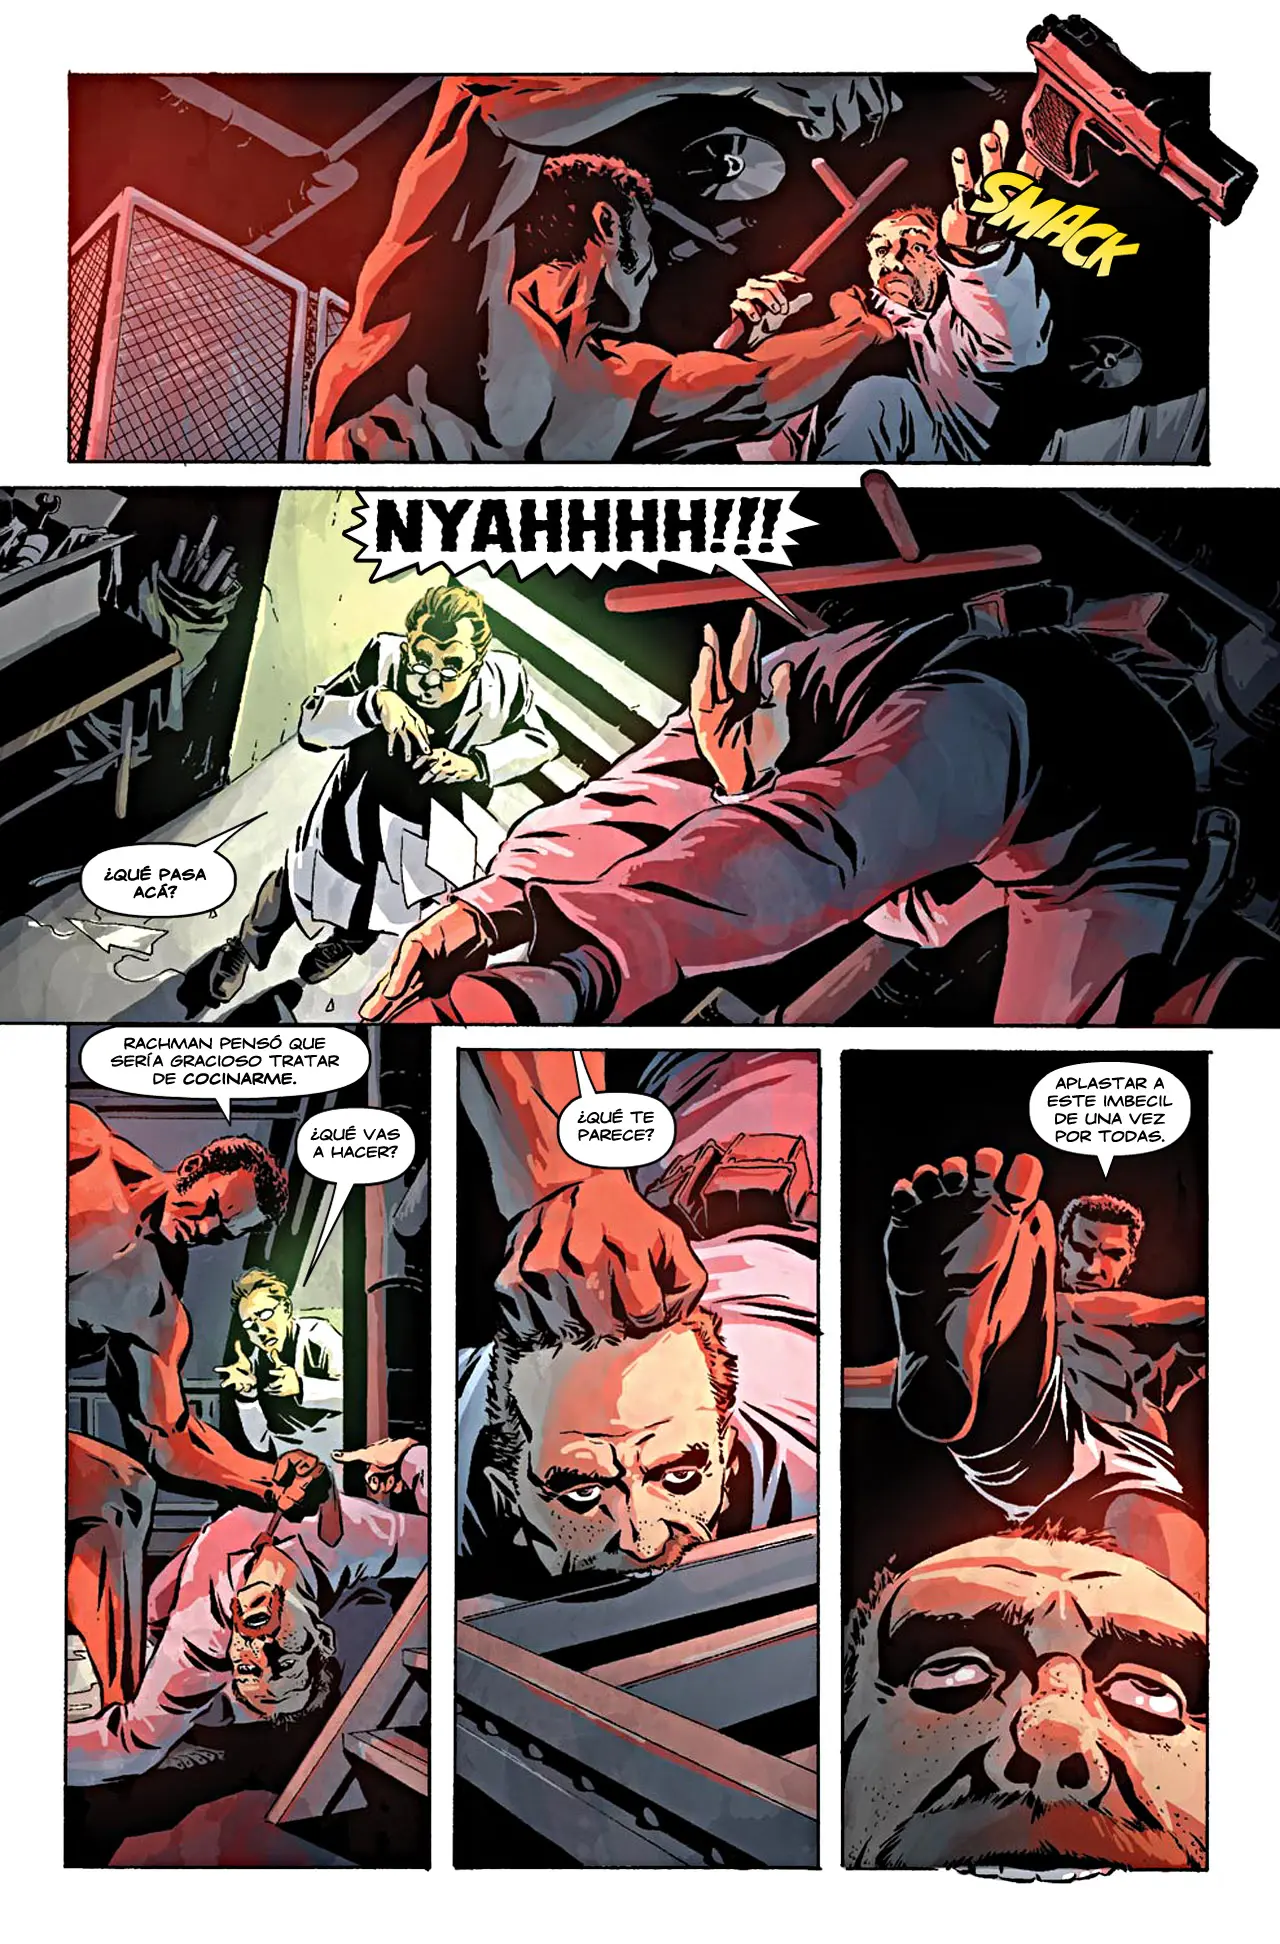 SMACK
NYAHHHH!!!
¿QUÉ PASA
ACÁ?
RACHMAN PENSÓ QUE
SERÍA GRACIOSO TRATAR
DE COCINARME.
¿QUÉ VAS
A HACER?
¿QUÉ TE
PARECE?
APLASTAR A
ESTE IMBECIL
DE UNA VEZ
POR TODAS.